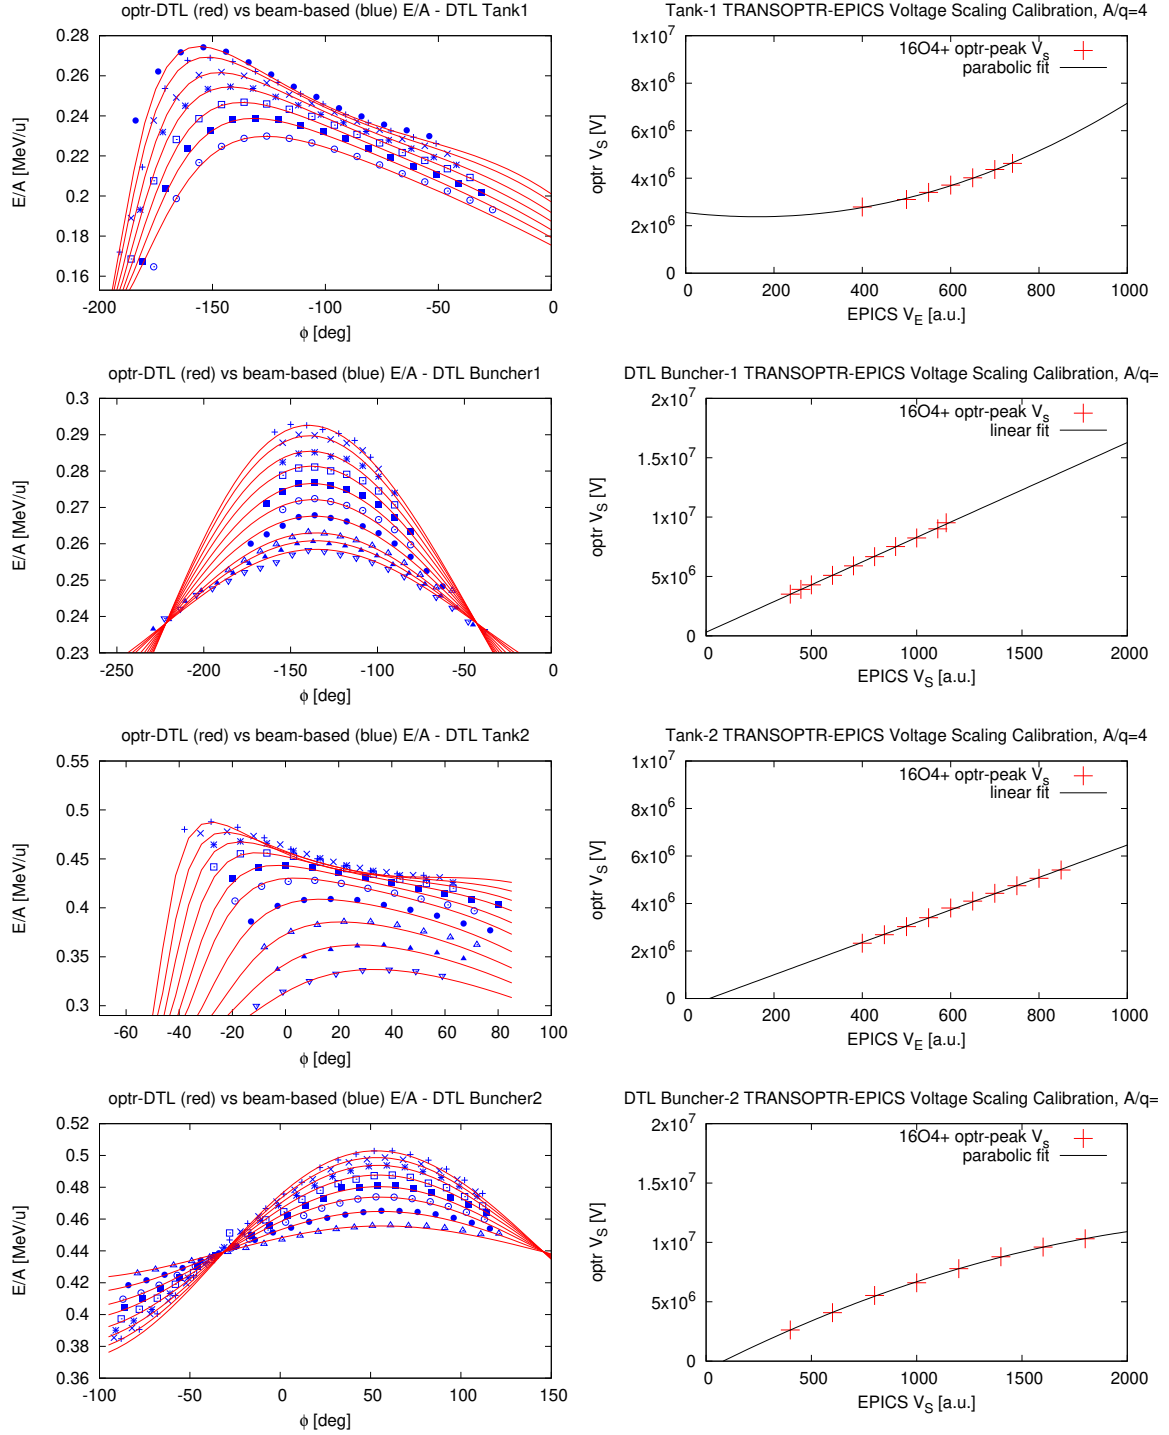 optr-DTL (red) vs beam-based (blue) E/A - DTL Tank1
E/A [MeV/u]
0.28
0.26
0.24
0.22
0.2
0.18
0.16
-200
-150
-100
-50
0
ϕ [deg]
Tank-1 TRANSOPTR-EPICS Voltage Scaling Calibration, A/q=4
optr V_S [V]
1x10^7
8x10^6
6x10^6
4x10^6
2x10^6
0
0
200
400
600
800
1000
EPICS V_E [a.u.]
16O4+ optr-peak V_s
parabolic fit
optr-DTL (red) vs beam-based (blue) E/A - DTL Buncher1
E/A [MeV/u]
0.3
0.29
0.28
0.27
0.26
0.25
0.24
0.23
-250
-200
-150
-100
-50
0
ϕ [deg]
DTL Buncher-1 TRANSOPTR-EPICS Voltage Scaling Calibration, A/q=
optr V_S [V]
2x10^7
1.5x10^7
1x10^7
5x10^6
0
0
500
1000
1500
2000
EPICS V_S [a.u.]
16O4+ optr-peak V_s
linear fit
optr-DTL (red) vs beam-based (blue) E/A - DTL Tank2
E/A [MeV/u]
0.55
0.5
0.45
0.4
0.35
0.3
-60
-40
-20
0
20
40
60
80
100
ϕ [deg]
Tank-2 TRANSOPTR-EPICS Voltage Scaling Calibration, A/q=4
optr V_S [V]
1x10^7
8x10^6
6x10^6
4x10^6
2x10^6
0
0
200
400
600
800
1000
EPICS V_E [a.u.]
16O4+ optr-peak V_s
linear fit
optr-DTL (red) vs beam-based (blue) E/A - DTL Buncher2
E/A [MeV/u]
0.52
0.5
0.48
0.46
0.44
0.42
0.4
0.38
0.36
-100
-50
0
50
100
150
ϕ [deg]
DTL Buncher-2 TRANSOPTR-EPICS Voltage Scaling Calibration, A/q=
optr V_S [V]
2x10^7
1.5x10^7
1x10^7
5x10^6
0
0
500
1000
1500
2000
EPICS V_S [a.u.]
16O4+ optr-peak V_s
parabolic fit